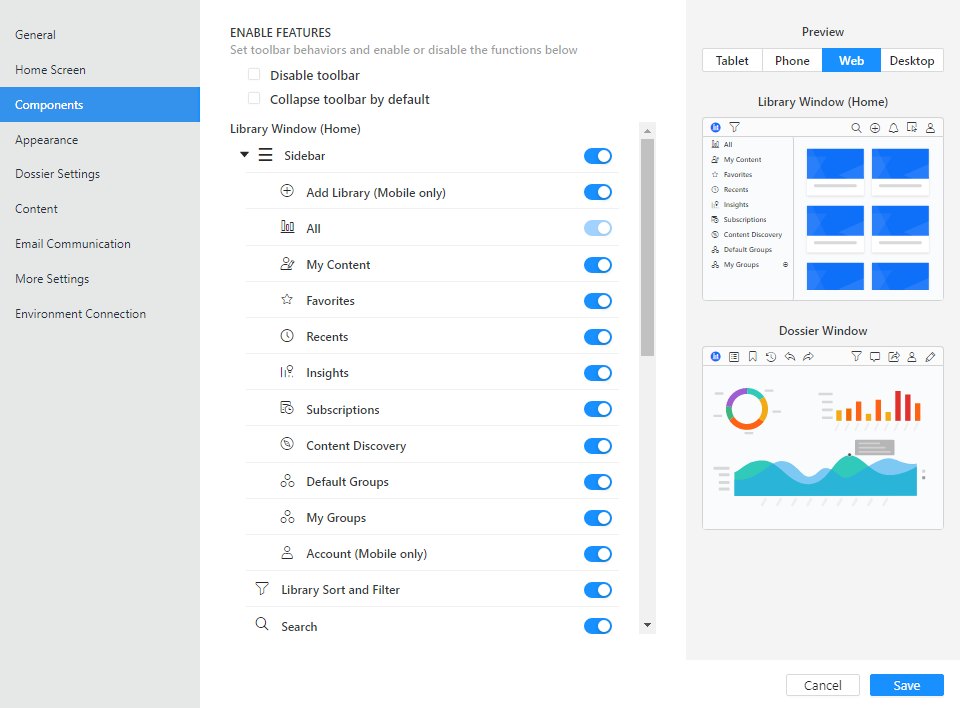 General
Home Screen
Components
Appearance
Dossier Settings
Content
Email Communication
More Settings
Environment Connection
ENABLE FEATURES
Set toolbar behaviors and enable or disable the functions below
Disable toolbar
Collapse toolbar by default
Library Window (Home)
Sidebar
Add Library (Mobile only)
All
My Content
Favorites
Recents
Insights
Subscriptions
Content Discovery
Default Groups
My Groups
Account (Mobile only)
Library Sort and Filter
Search
Preview
Tablet Phone Web Desktop
Library Window (Home)
All
My Content
Favorites
Recents
Insights
Subscriptions
Content Discovery
Default Groups
My Groups
Dossier Window
Cancel Save